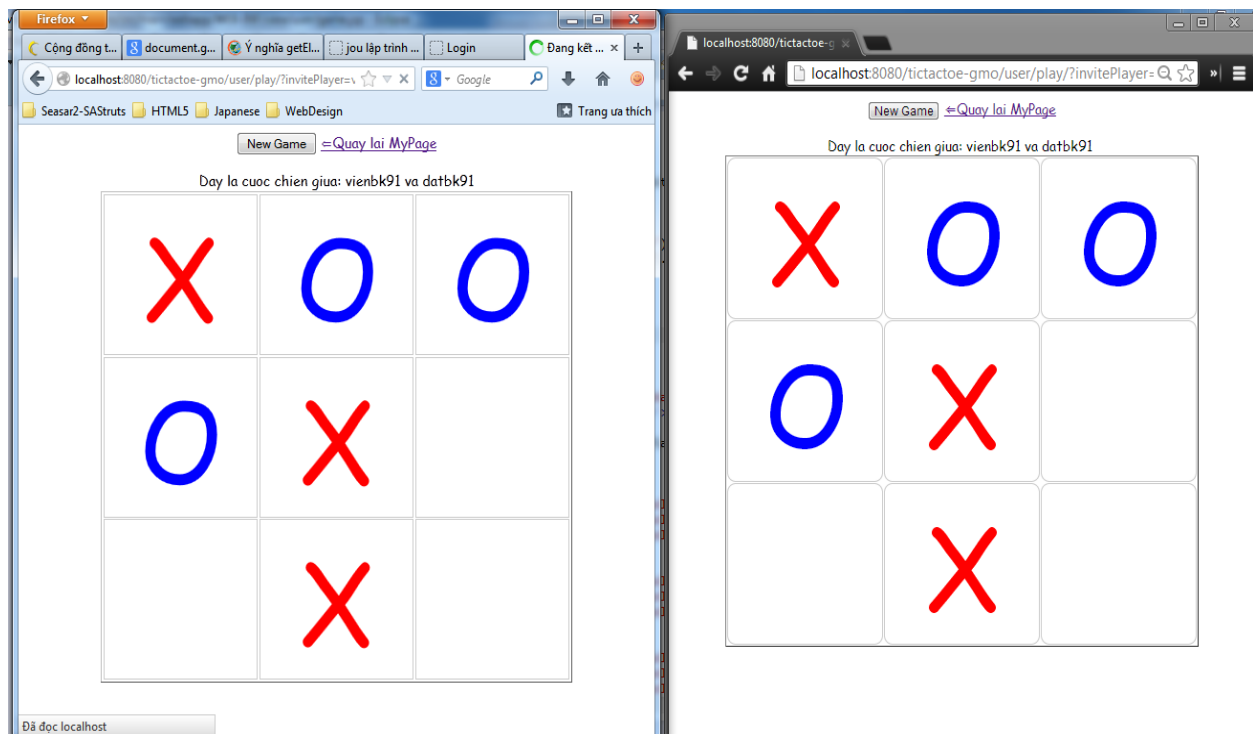 Firefox
Cộng đồng t...
document.g...
Ý nghĩa getEl...
jou lập trình ...
Login
Đang kết ...
localhost:8080/tictactoe-gmo/user/play/?invitePlayer=v
Google
Seasar2-SAStruts
HTML5
Japanese
WebDesign
Trang ưa thích
New Game
⇐Quay lai MyPage
Day la cuoc chien giua: vienbk91 va datbk91
X O O
O X
X
Đã đọc localhost
localhost:8080/tictactoe-g
localhost:8080/tictactoe-gmo/user/play/?invitePlayer=
New Game
⇐Quay lai MyPage
Day la cuoc chien giua: vienbk91 va datbk91
X O O
O X
X